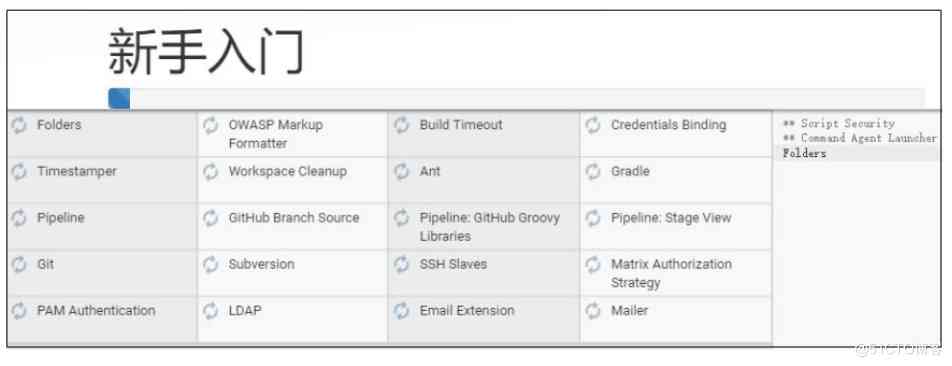 新手入门
Folders
OWASP Markup
Formatter
Build Timeout
Credentials Binding
Timestamper
Workspace Cleanup
Ant
Gradle
Pipeline
GitHub Branch Source
Pipeline: GitHub Groovy
Libraries
Pipeline: Stage View
Git
Subversion
SSH Slaves
Matrix Authorization
Strategy
PAM Authentication
LDAP
Email Extension
Mailer
** Script Security
** Command Agent Launcher
Folders
@51CTO博客